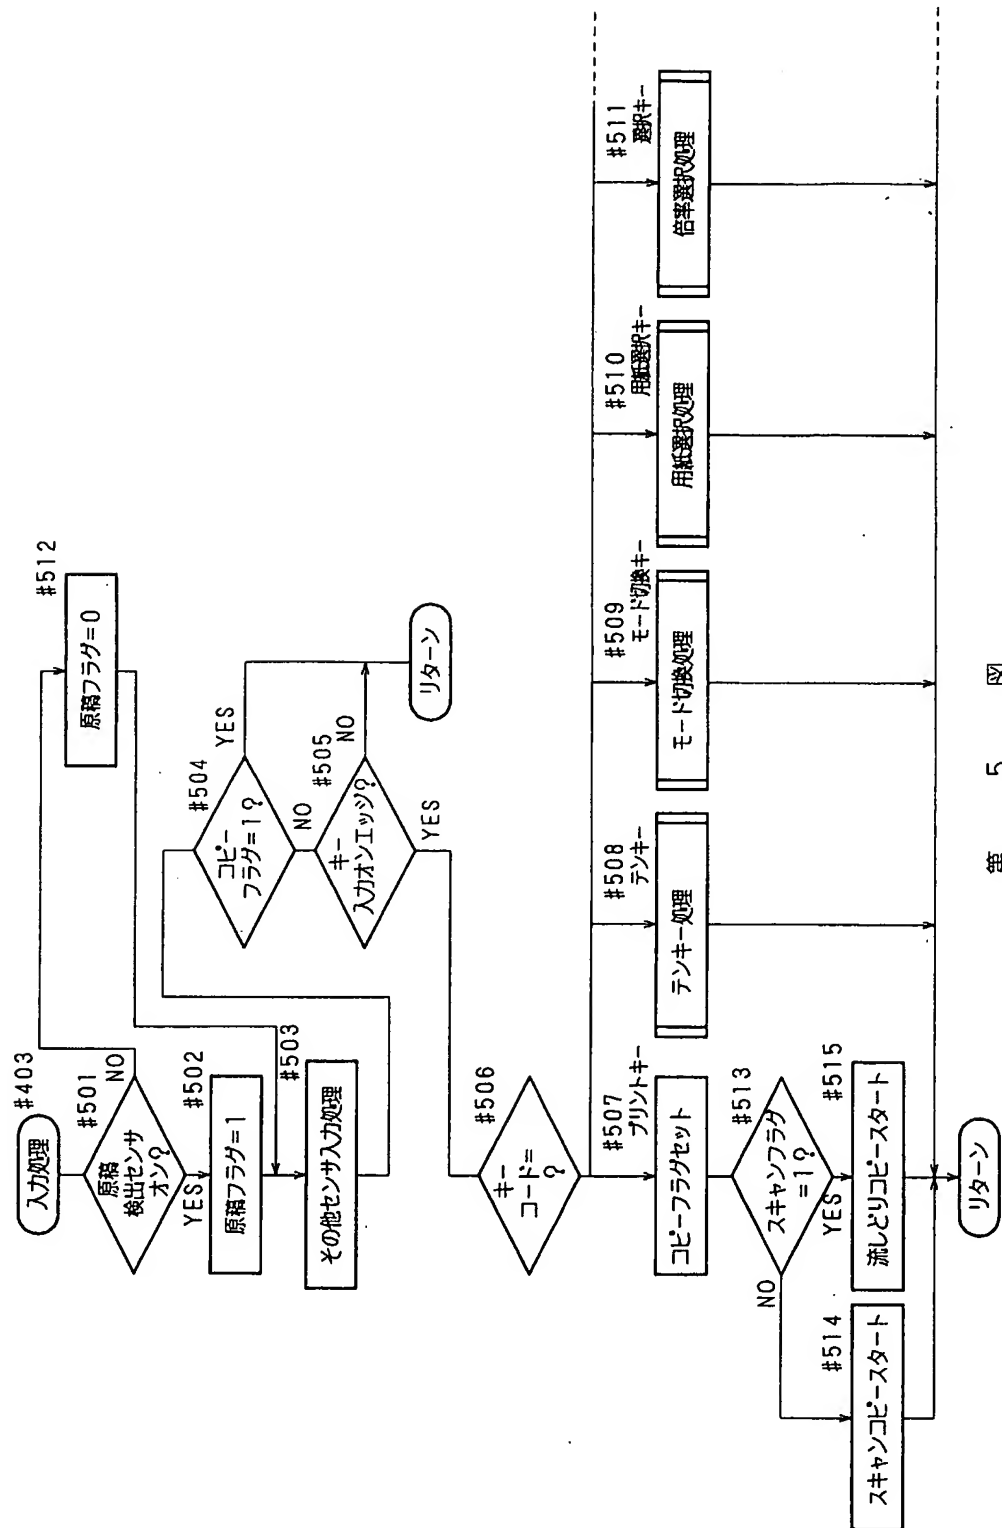 #403
入力処理
#501
原稿
検出センサ
オン?
NO
YES
#502
原稿フラグ=1
#503
その他センサ入力処理
#512
原稿フラグ=0
#504
コピー
フラグ=1?
YES
NO
#505
キー
入力オンエッジ?
NO
YES
リターン
#506
キー
コード=
?
#507
プリントキー
コピーフラグセット
#508
テンキー
テンキー処理
#509
モード切換キー
モード切換処理
#510
用紙選択キー
用紙選択処理
#511
選択キー
倍率選択処理
#513
スキャンフラグ
=1?
NO
YES
#514
スキャンコピースタート
#515
流しどりコピースタート
リターン
第 5 図